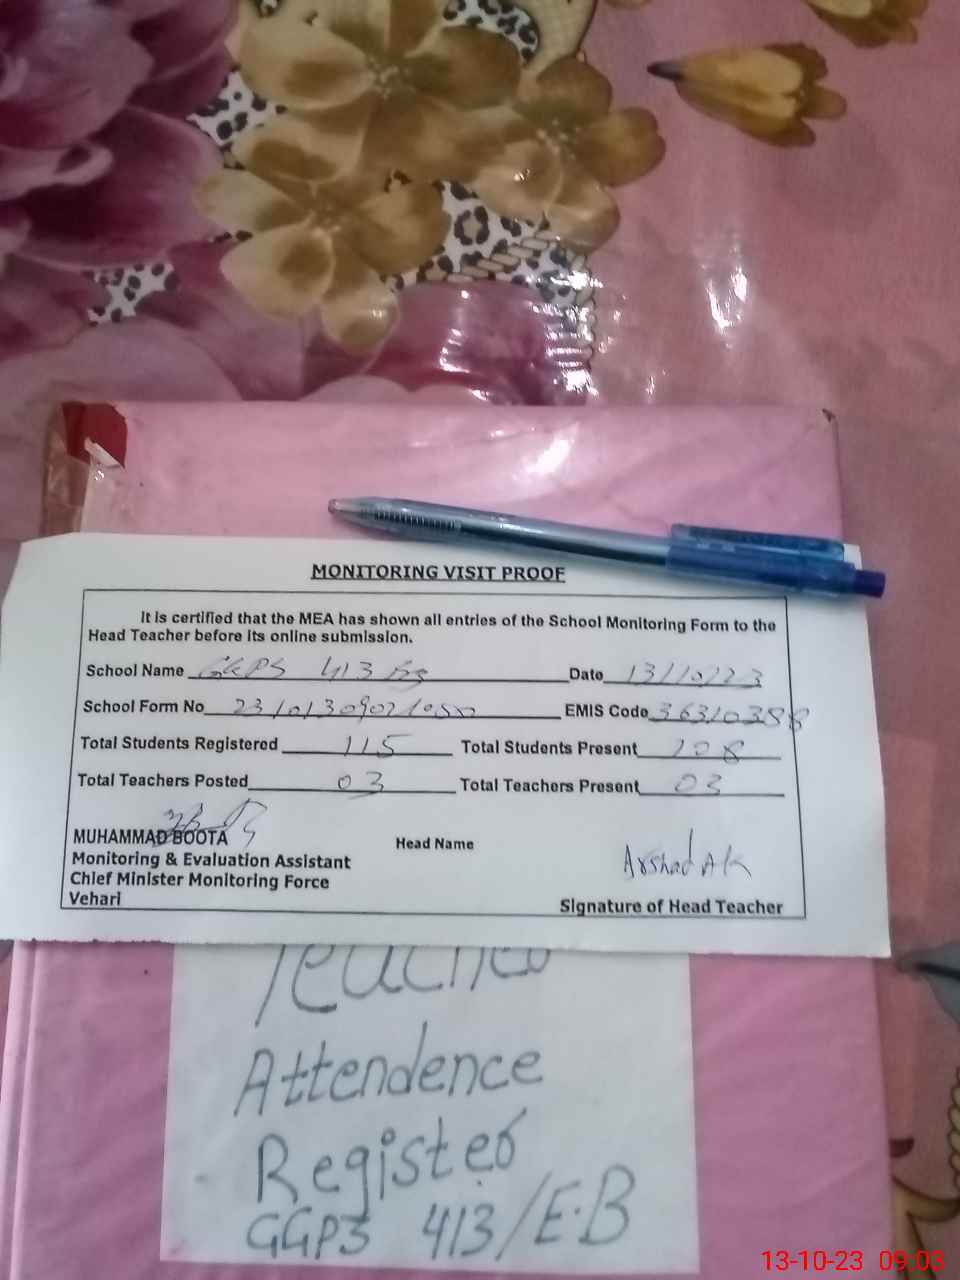 MONITORING VISIT PROOF
It is certified that the MEA has shown all entries of the School Monitoring Form to the
Head Teacher before its online submission.
School Name GGPS 413 EB Date 13/10/23
School Form No EMIS Code 36310388
Total Students Registered 115 Total Students Present 108
Total Teachers Posted 03 Total Teachers Present 03
MUHAMMAD BOOTA Head Name
Monitoring & Evaluation Assistant
Chief Minister Monitoring Force
Vehari Signature of Head Teacher
Teacher
Attendence
Register
GGPS 413/E.B
13-10-23 09:03